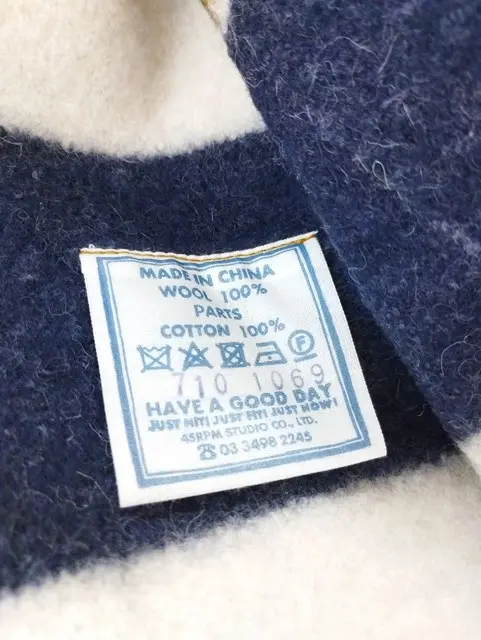 MADE IN CHINA
WOOL 100%
PARTS
COTTON 100%
F
710 1069
HAVE A GOOD DAY
JUST HIT! JUST FIT! JUST NOW!
45RPM STUDIO CO., LTD.
☎ 03 3498 2245